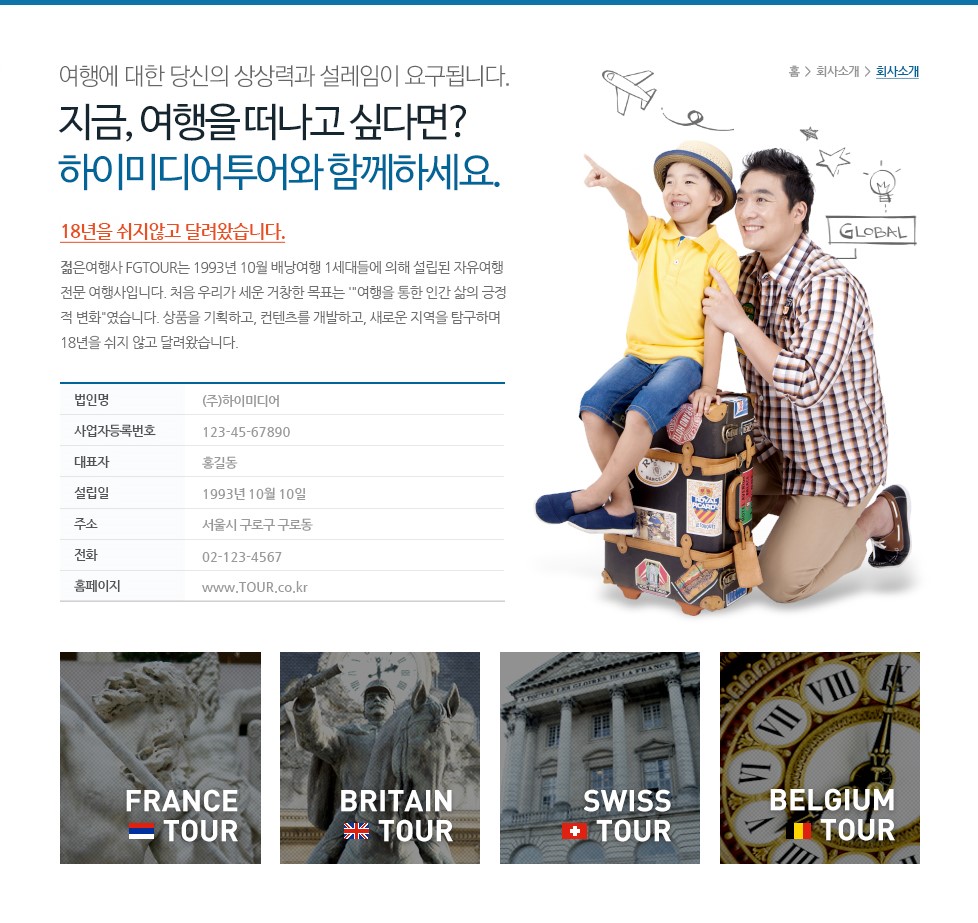 홈 > 회사소개 > 회사소개
여행에 대한 당신의 상상력과 설레임이 요구됩니다.
지금, 여행을 떠나고 싶다면?
하이미디어투어와 함께하세요.
18년을 쉬지않고 달려왔습니다.
젊은여행사 FGTOUR는 1993년 10월 배낭여행 1세대들에 의해 설립된 자유여행
전문 여행사입니다. 처음 우리가 세운 거창한 목표는 '"여행을 통한 인간 삶의 긍정
적 변화"였습니다. 상품을 기획하고, 컨텐츠를 개발하고, 새로운 지역을 탐구하며
18년을 쉬지 않고 달려왔습니다.
법인명 (주)하이미디어
사업자등록번호 123-45-67890
대표자 홍길동
설립일 1993년 10월 10일
주소 서울시 구로구 구로동
전화 02-123-4567
홈페이지 www.TOUR.co.kr
GLOBAL
BARCELONA
ROYAL
PICARDY
FRANCE
TOUR
BRITAIN
TOUR
A TOUTES LES GLOIRES DE LA FRANCE
SWISS
TOUR
VI
VII
VIII
IX
BELGIUM
TOUR